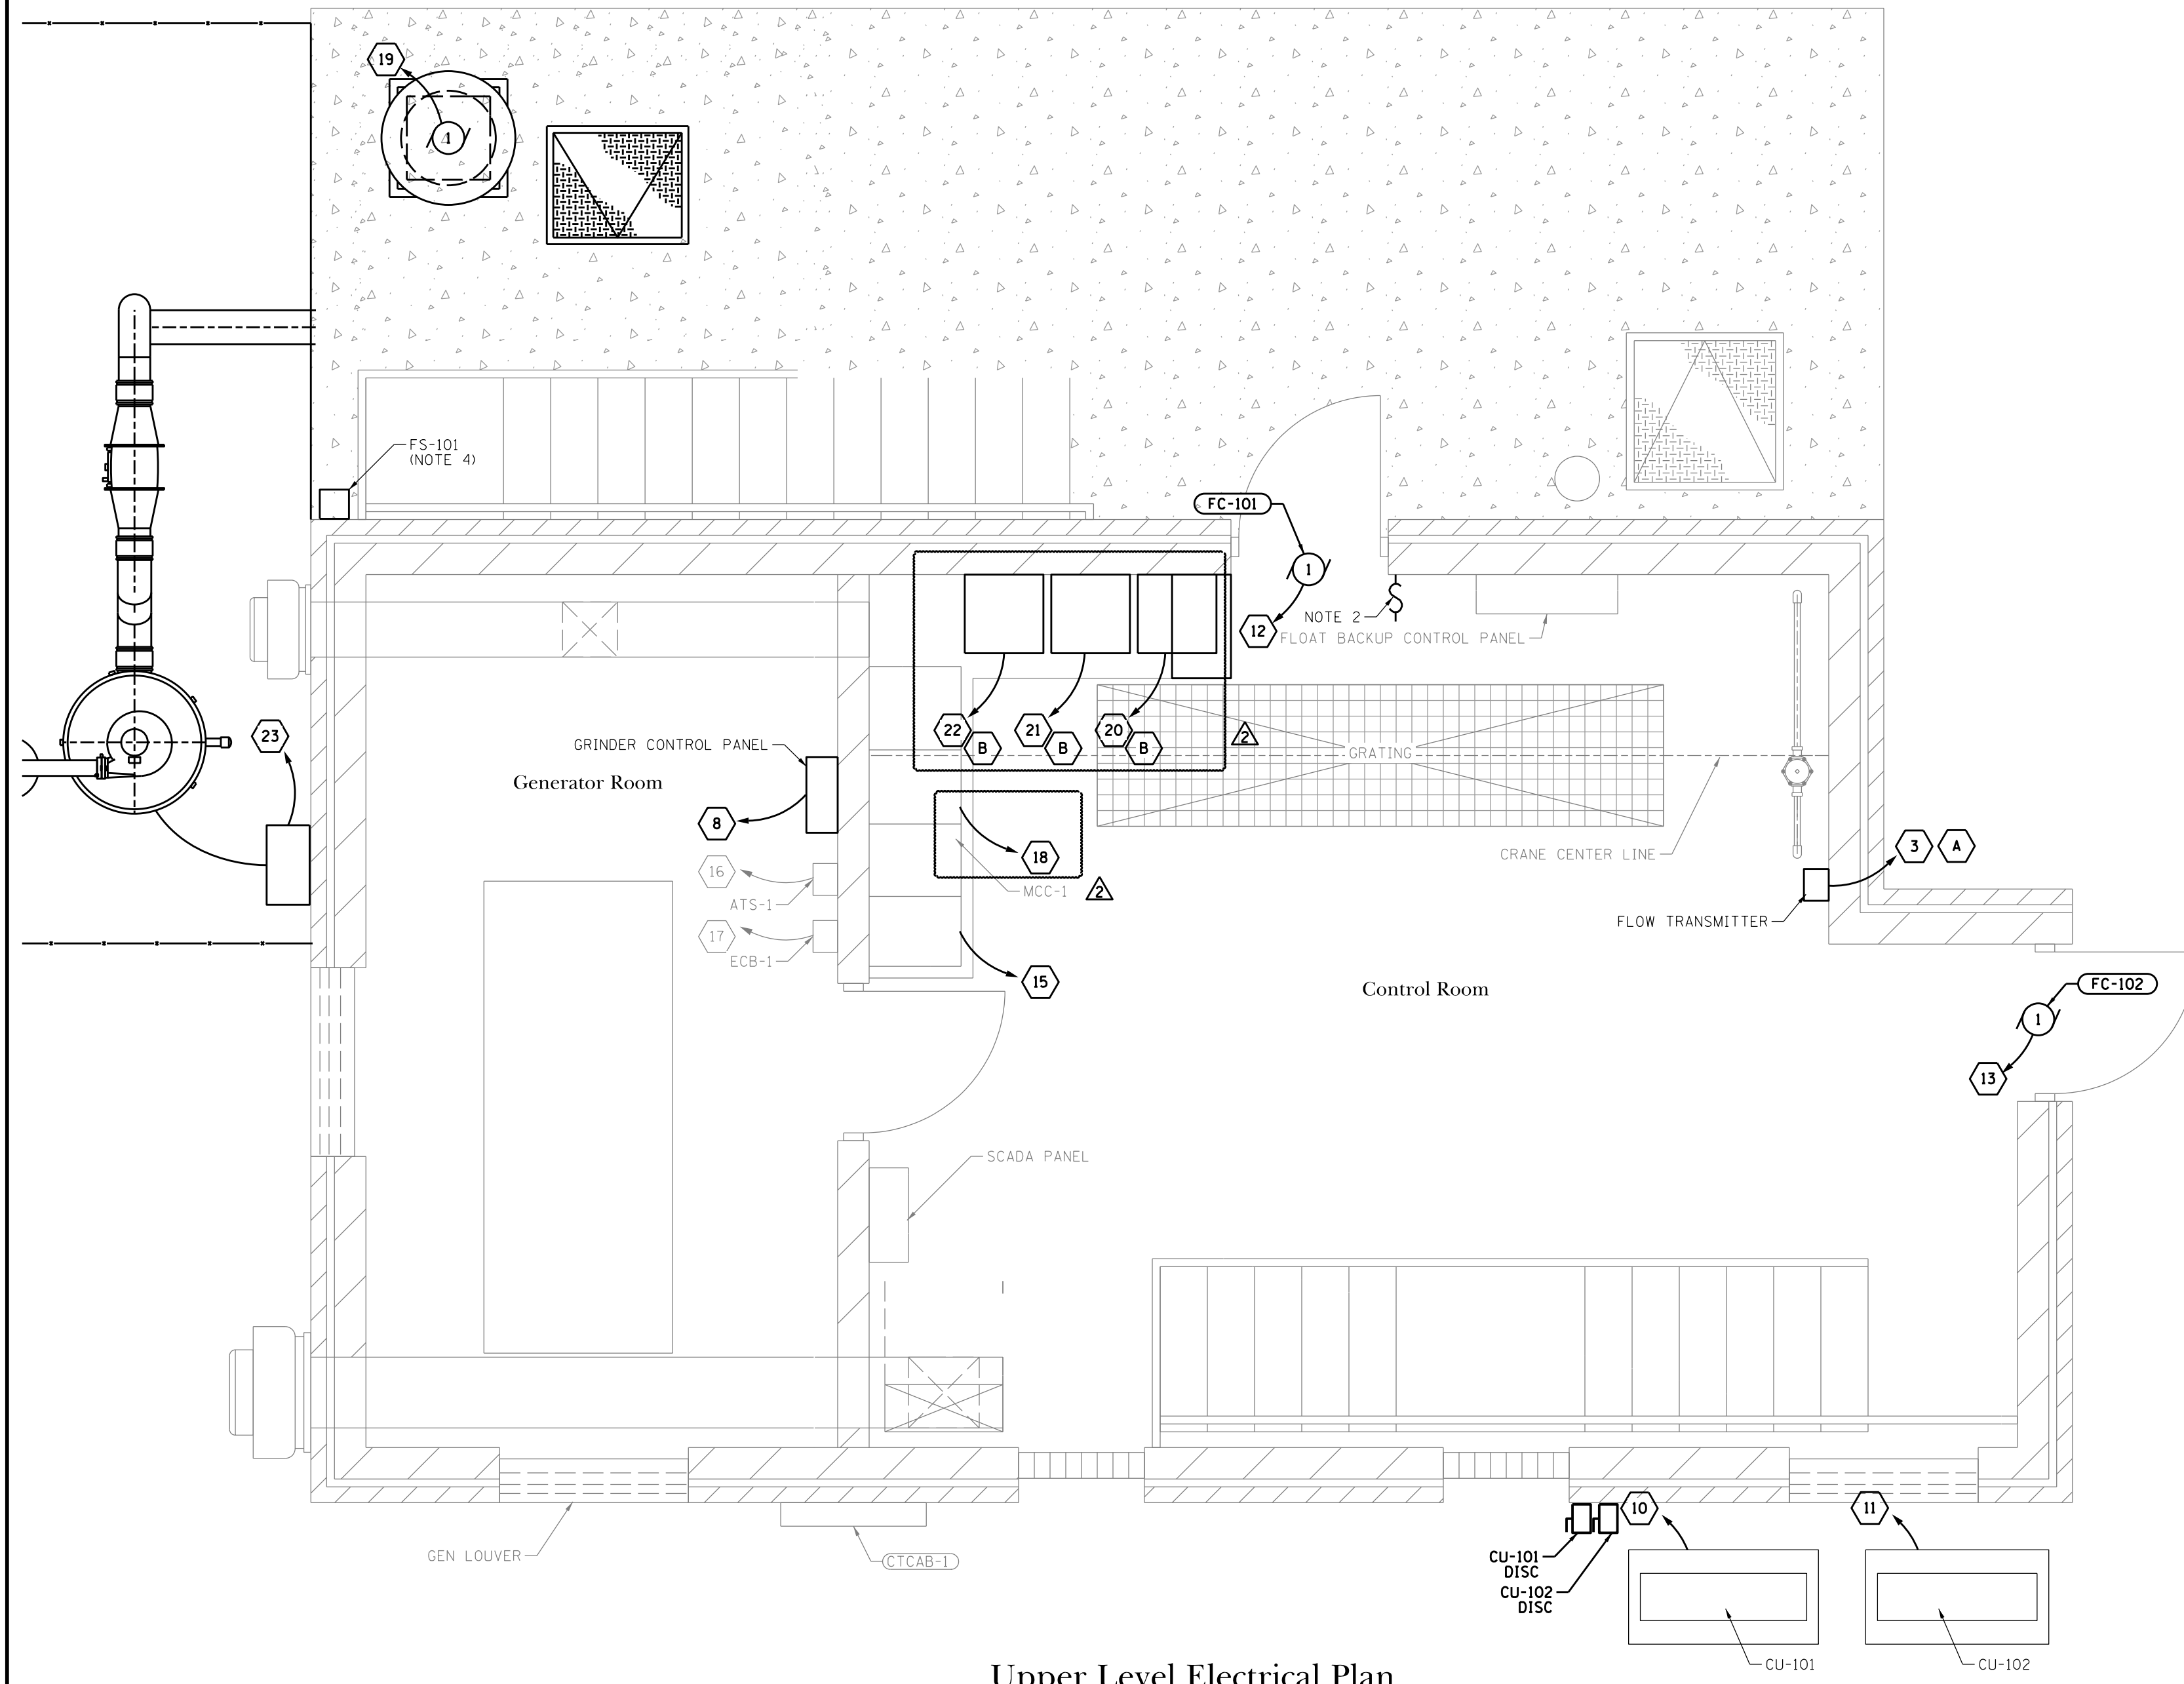 19
1
FS-101
(NOTE 4)
FC-101
1
12
NOTE 2
FLOAT BACKUP CONTROL PANEL
22
B
21
B
20
B
2
GRATING
23
GRINDER CONTROL PANEL
Generator Room
8
18
MCC-1
2
CRANE CENTER LINE
3
A
16
ATS-1
FLOW TRANSMITTER
17
ECB-1
15
Control Room
FC-102
1
13
SCADA PANEL
GEN LOUVER
CTCAB-1
10
11
CU-101
DISC
CU-102
DISC
CU-101
CU-102
Upper Level Electrical Plan